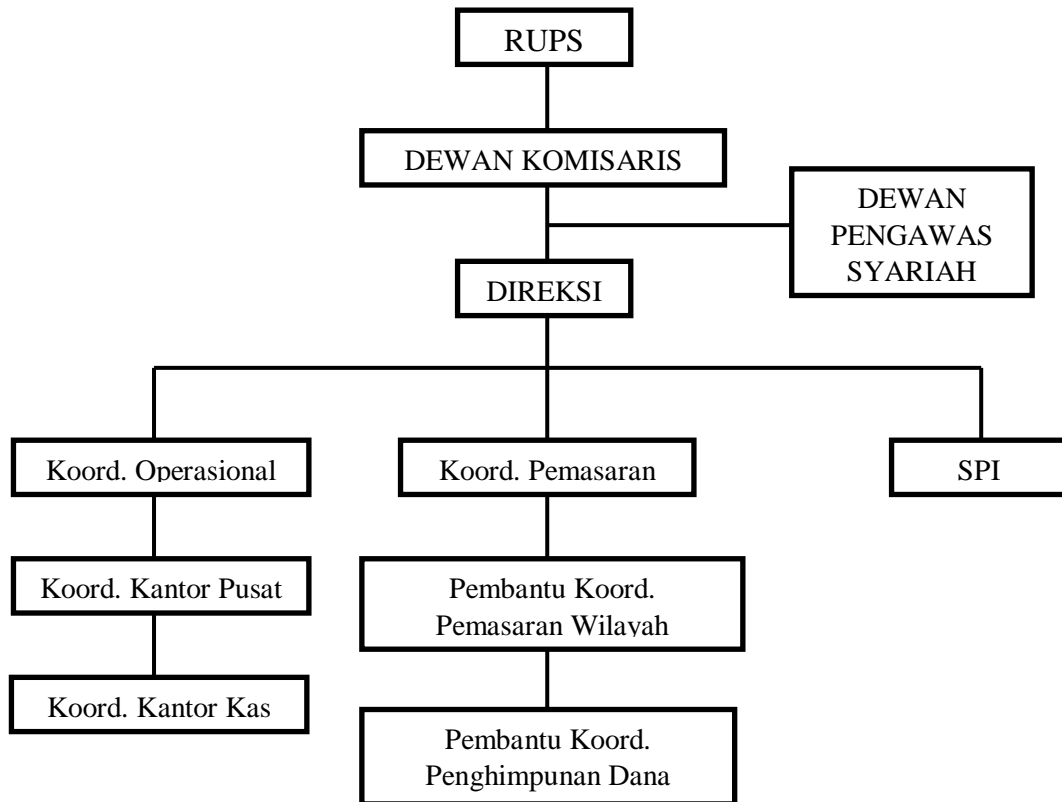 RUPS
DEWAN KOMISARIS
DEWAN
PENGAWAS
SYARIAH
DIREKSI
Koord. Operasional
Koord. Pemasaran
SPI
Koord. Kantor Pusat
Pembantu Koord.
Pemasaran Wilayah
Koord. Kantor Kas
Pembantu Koord.
Penghimpunan Dana